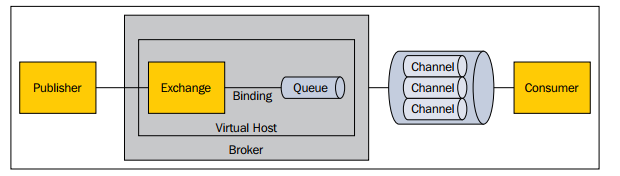 Publisher
Exchange
Binding
Queue
Virtual Host
Broker
Channel
Channel
Channel
Consumer